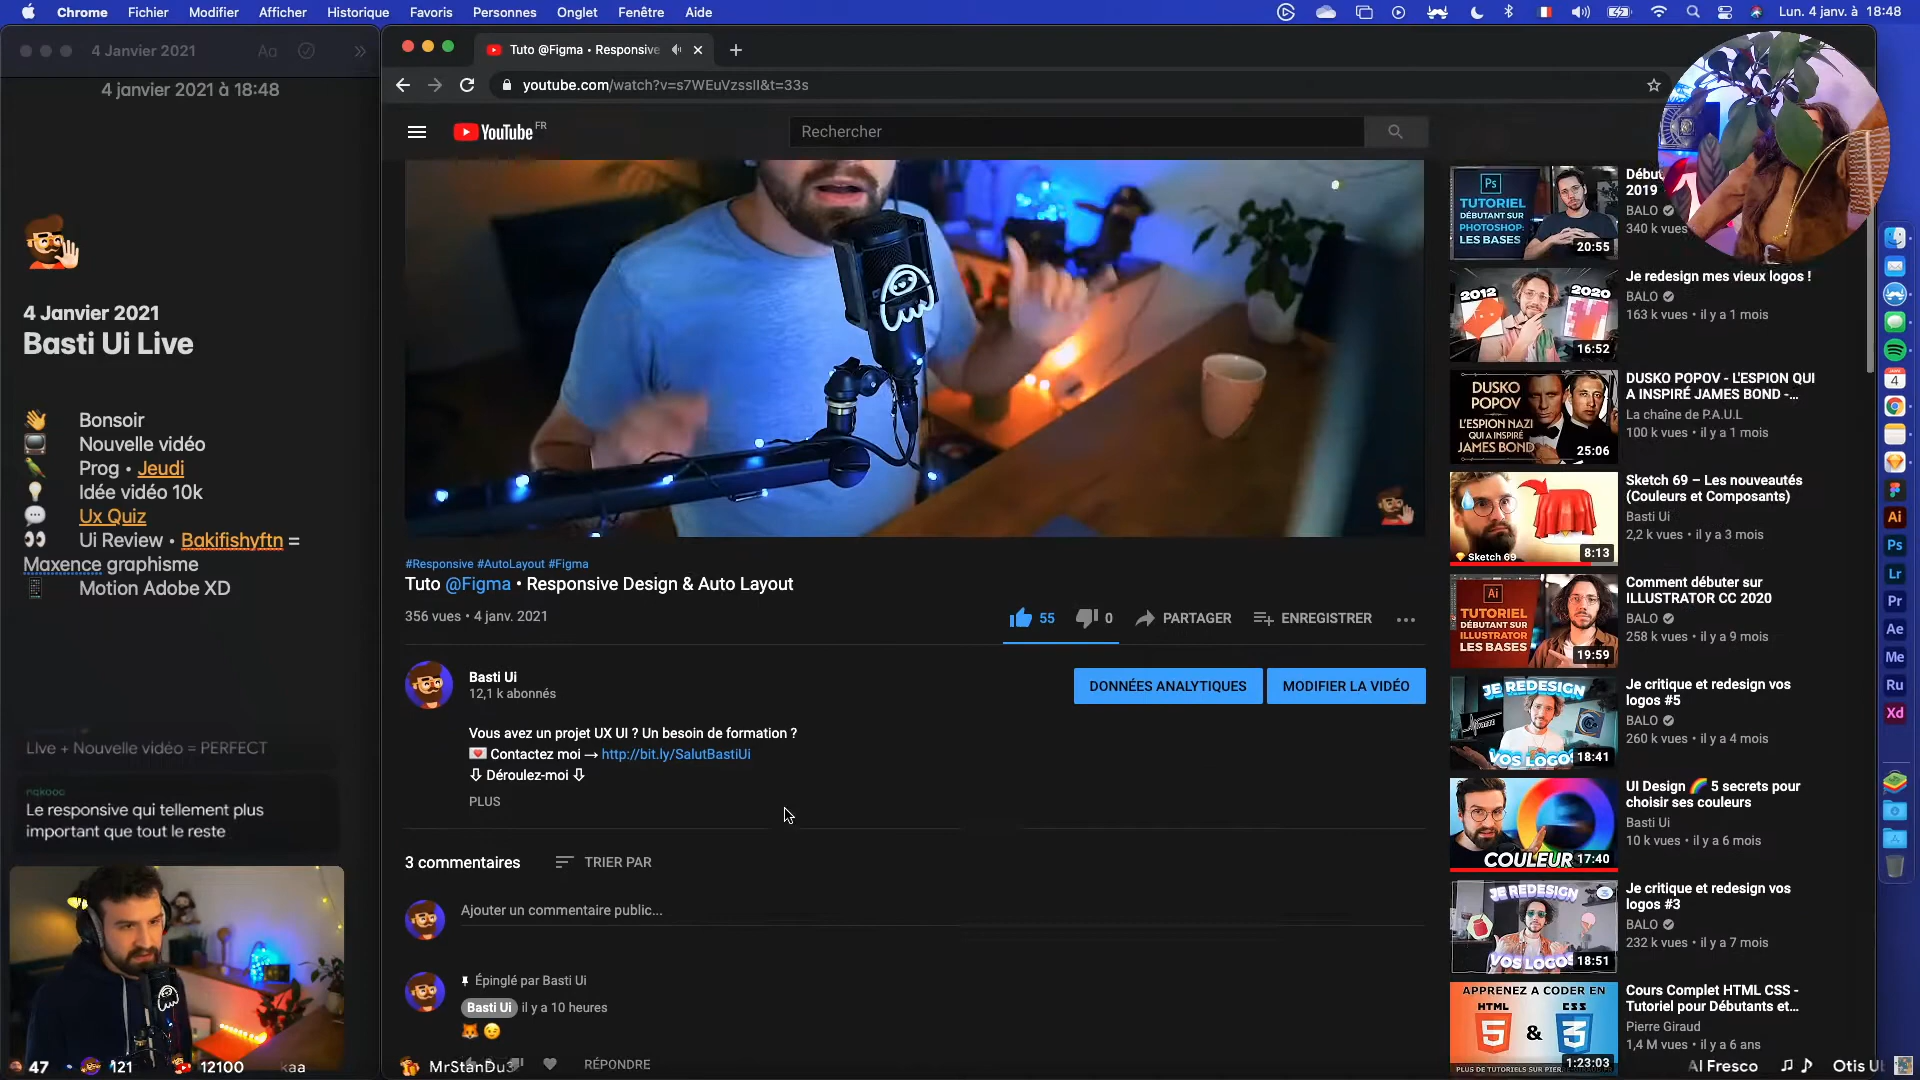 Chrome Fichier Modifier Afficher Historique Favoris Personnes Onglet Fenêtre Aide
Lun. 4 janv. à 18:48
4 Janvier 2021
Aa
4 janvier 2021 à 18:48
4 Janvier 2021
Basti Ui Live
Bonsoir
Nouvelle vidéo
Prog • Jeudi
Idée vidéo 10k
Ux Quiz
Ui Review • Bakifishyftn =
Maxence graphisme
Motion Adobe XD
LIve + Nouvelle vidéo = PERFECT
Le responsive qui tellement plus
important que tout le reste
47
121
12100
kaa
Tuto @Figma • Responsive
youtube.com/watch?v=s7WEuVzssII&t=33s
YouTube FR
Rechercher
#Responsive #AutoLayout #Figma
Tuto @Figma • Responsive Design & Auto Layout
356 vues • 4 janv. 2021
55
0
PARTAGER
ENREGISTRER
Basti Ui
12,1 k abonnés
DONNÉES ANALYTIQUES
MODIFIER LA VIDÉO
Vous avez un projet UX UI ? Un besoin de formation ?
Contactez moi → http://bit.ly/SalutBastiUi
Déroulez-moi
PLUS
3 commentaires
TRIER PAR
Ajouter un commentaire public...
Épinglé par Basti Ui
Basti Ui il y a 10 heures
RÉPONDRE
Ps
TUTORIEL
DÉBUTANT SUR
PHOTOSHOP:
LES BASES
20:55
2019
BALO
340 k vues
2012
2020
16:52
Je redesign mes vieux logos !
BALO
163 k vues • il y a 1 mois
DUSKO
POPOV
L'ESPION NAZI
QUI A INSPIRÉ
JAMES BOND
25:06
DUSKO POPOV - L'ESPION QUI
A INSPIRÉ JAMES BOND -...
La chaîne de P.A.U.L
100 k vues • il y a 1 mois
Sketch 69
8:13
Sketch 69 – Les nouveautés
(Couleurs et Composants)
Basti Ui
2,2 k vues • il y a 3 mois
Ai
TUTORIEL
DÉBUTANT SUR
ILLUSTRATOR
LES BASES
19:59
Comment débuter sur
ILLUSTRATOR CC 2020
BALO
258 k vues • il y a 9 mois
JE REDESIGN
VOS LOGOS
18:41
Je critique et redesign vos
logos #5
BALO
260 k vues • il y a 4 mois
COULEUR
17:40
UI Design 🌈 5 secrets pour
choisir ses couleurs
Basti Ui
10 k vues • il y a 6 mois
JE REDESIGN
VOS LOGOS
18:51
Je critique et redesign vos
logos #3
BALO
232 k vues • il y a 7 mois
APPRENEZ A CODER EN
HTML
CSS
5
&
3
1:23:03
Cours Complet HTML CSS -
Tutoriel pour Débutants et...
Pierre Giraud
1,4 M vues • il y a 6 ans
Al Fresco
Otis
4
Ai
Ps
Lr
Pr
Ae
Me
Ru
Xd